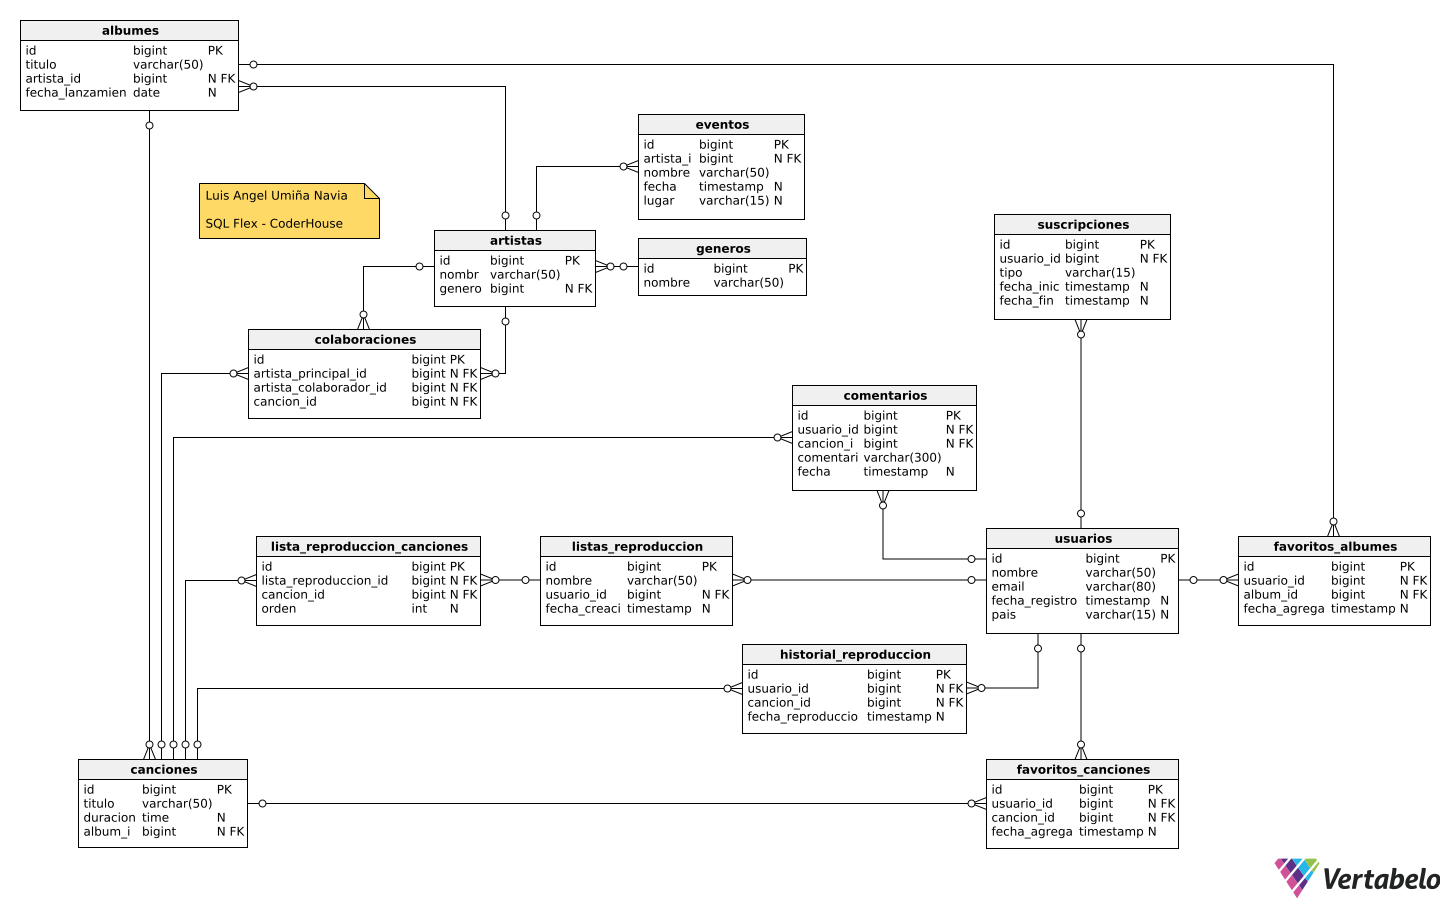 albumes
id bigint PK
titulo varchar(50)
artista_id bigint N FK
fecha_lanzamien date N
eventos
id bigint PK
artista_i bigint N FK
nombre varchar(50)
fecha timestamp N
lugar varchar(15) N
Luis Angel Umiña Navia
SQL Flex - CoderHouse
artistas
id bigint PK
nombr varchar(50)
genero bigint N FK
generos
id bigint PK
nombre varchar(50)
suscripciones
id bigint PK
usuario_id bigint N FK
tipo varchar(15)
fecha_inic timestamp N
fecha_fin timestamp N
colaboraciones
id bigint PK
artista_principal_id bigint N FK
artista_colaborador_id bigint N FK
cancion_id bigint N FK
comentarios
id bigint PK
usuario_id bigint N FK
cancion_i bigint N FK
comentari varchar(300)
fecha timestamp N
lista_reproduccion_canciones
id bigint PK
lista_reproduccion_id bigint N FK
cancion_id bigint N FK
orden int N
listas_reproduccion
id bigint PK
nombre varchar(50)
usuario_id bigint N FK
fecha_creaci timestamp N
usuarios
id bigint PK
nombre varchar(50)
email varchar(80)
fecha_registro timestamp N
pais varchar(15) N
favoritos_albumes
id bigint PK
usuario_id bigint N FK
album_id bigint N FK
fecha_agrega timestamp N
historial_reproduccion
id bigint PK
usuario_id bigint N FK
cancion_id bigint N FK
fecha_reproduccio timestamp N
canciones
id bigint PK
titulo varchar(50)
duracion time N
album_i bigint N FK
favoritos_canciones
id bigint PK
usuario_id bigint N FK
cancion_id bigint N FK
fecha_agrega timestamp N
Vertabelo